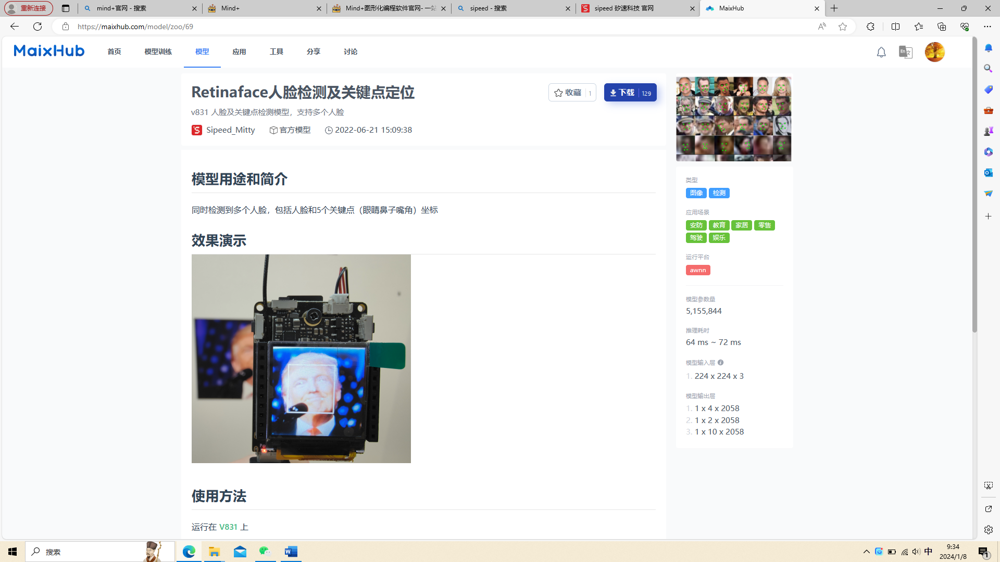 重新连接
mind+官网 - 搜索
Mind+
Mind+图形化编程软件官网- 一站
sipeed - 搜索
sipeed 矽速科技 官网
MaixHub
https://maixhub.com/model/zoo/69
MaixHub
首页
模型训练
模型
应用
工具
分享
讨论
Retinaface人脸检测及关键点定位
收藏 1
下载 129
v831 人脸及关键点检测模型，支持多个人脸
Sipeed_Mitty
官方模型
2022-06-21 15:09:38
模型用途和简介
同时检测到多个人脸，包括人脸和5个关键点（眼睛鼻子嘴角）坐标
效果演示
使用方法
运行在 V831 上
类型
图像 检测
应用场景
安防 教育 家居 零售
驾驶 娱乐
运行平台
awnn
模型参数量
5,155,844
推理耗时
64 ms ~ 72 ms
模型输入层
1. 224 x 224 x 3
模型输出层
1. 1 x 4 x 2058
2. 1 x 2 x 2058
3. 1 x 10 x 2058
搜索
中
9:34
2024/1/8
1